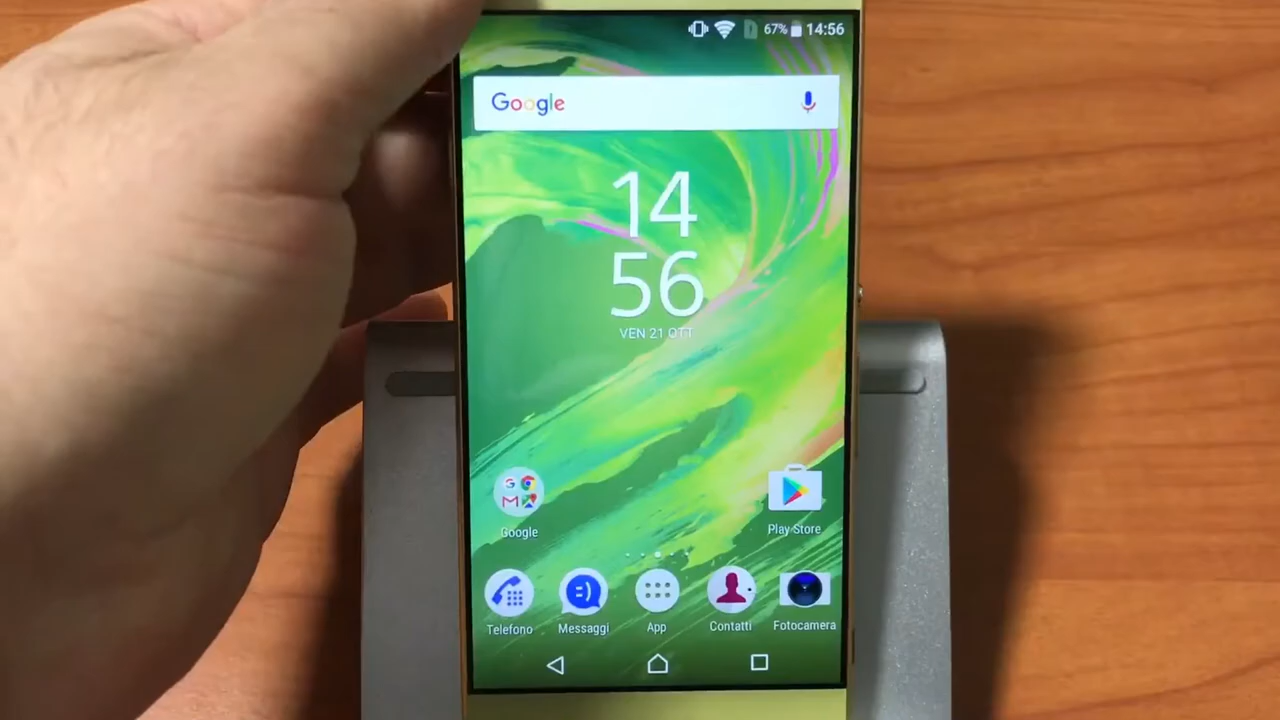 67% 14:56
Google
14
56
VEN 21 OTT
Google
Play Store
Telefono
Messaggi
App
Contatti
Fotocamera